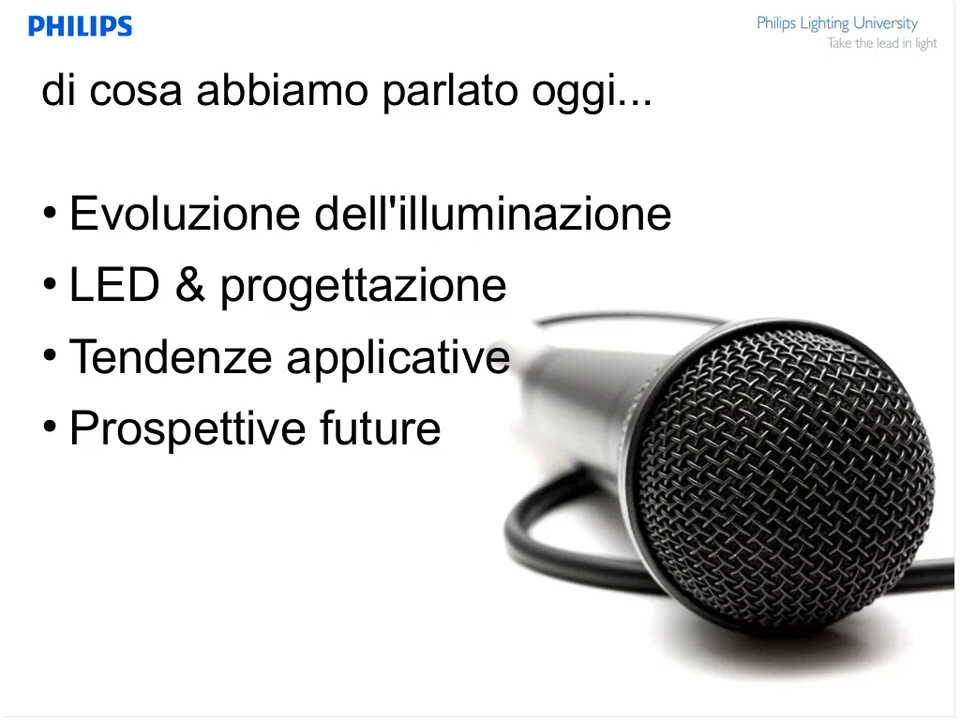 PHILIPS
Philips Lighting University
Take the lead in light
di cosa abbiamo parlato oggi...
• Evoluzione dell'illuminazione
• LED & progettazione
• Tendenze applicative
• Prospettive future